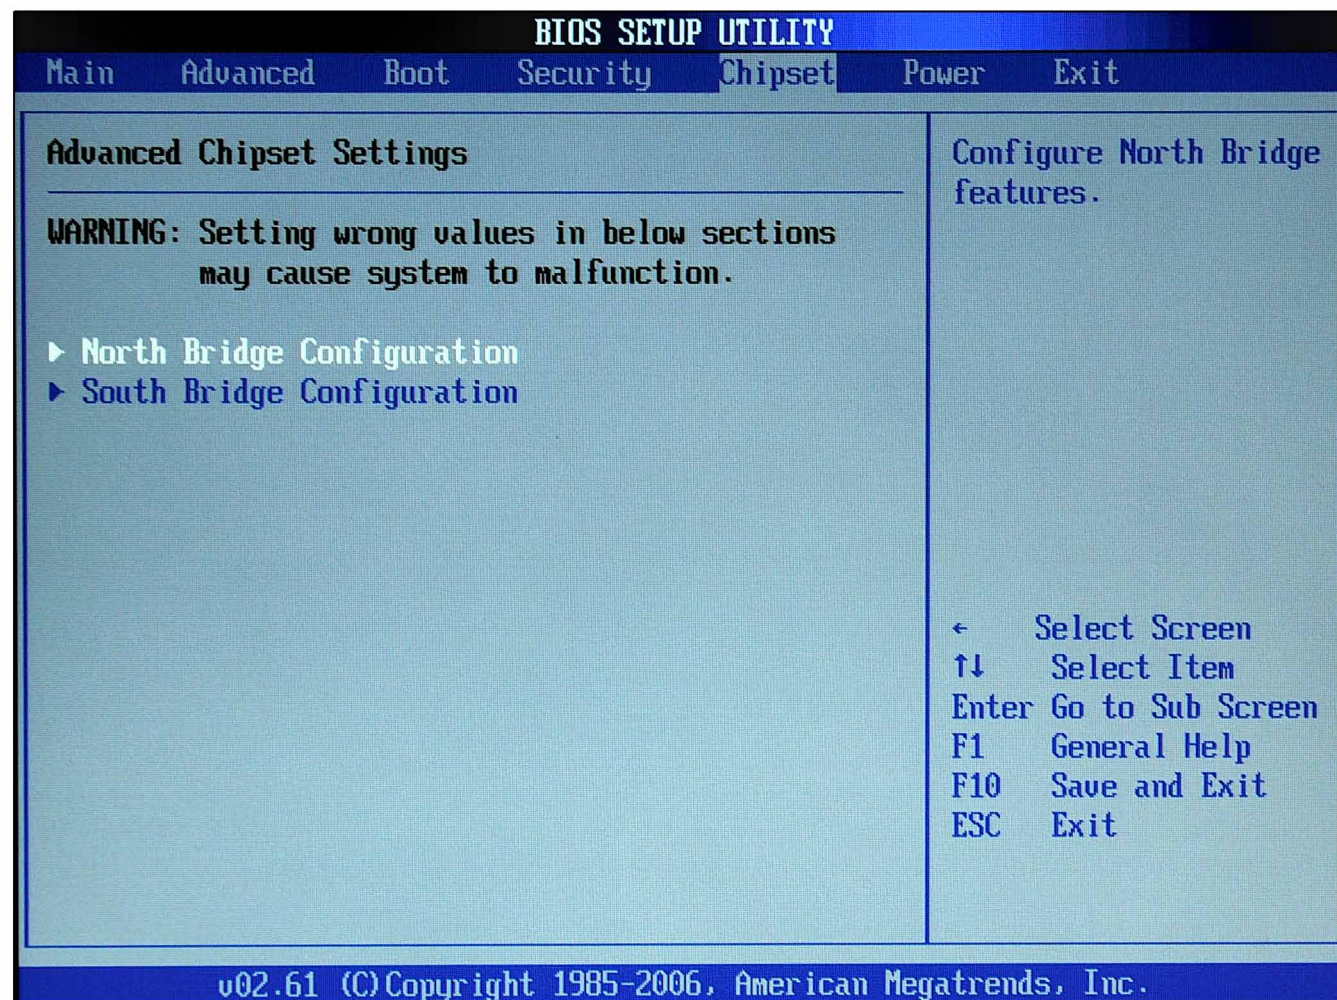 BIOS SETUP UTILITY
Main Advanced Boot Security Chipset Power Exit
Advanced Chipset Settings
WARNING: Setting wrong values in below sections
may cause system to malfunction.
▶ North Bridge Configuration
▶ South Bridge Configuration
Configure North Bridge
features.
← Select Screen
↑↓ Select Item
Enter Go to Sub Screen
F1 General Help
F10 Save and Exit
ESC Exit
v02.61 (C)Copyright 1985-2006, American Megatrends, Inc.